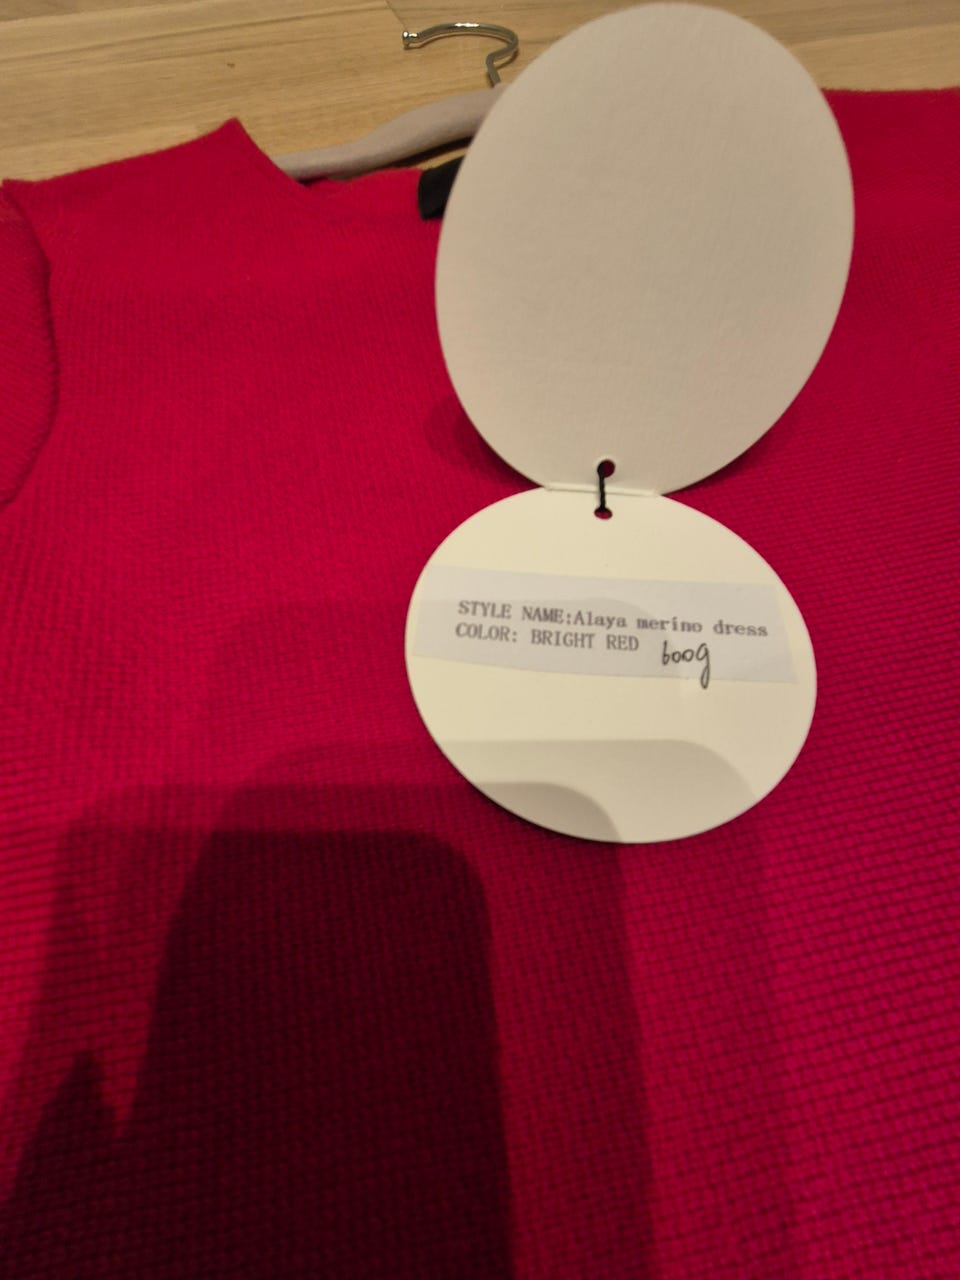 STYLE NAME:Alaya merino dress
COLOR: BRIGHT RED 600g